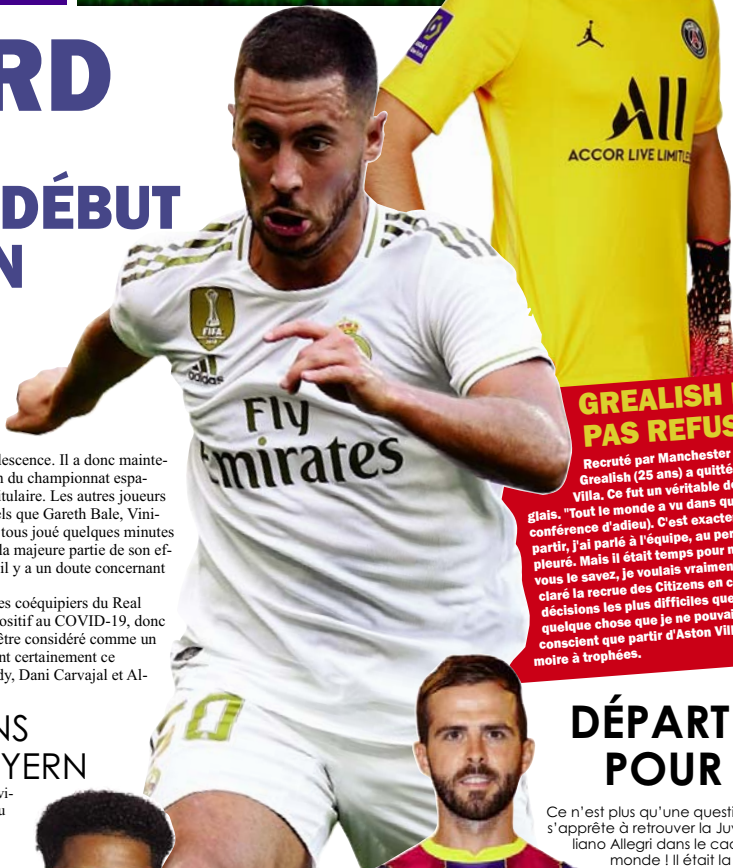 RD
DÉBUT
N
lescence. Il a donc mainte-
n du championnat espa-
itulaire. Les autres joueurs
els que Gareth Bale, Vini-
tous joué quelques minutes
la majeure partie de son ef-
il y a un doute concernant
es coéquipiers du Real
ositif au COVID-19, donc
être considéré comme un
nt certainement ce
dy, Dani Carvajal et Al-
NS
YERN
vi-
u
FIFA
adidas
Fly
Emirates
50
ACCOR LIVE LIMITLE
GREALISH
PAS REFUS
Recruté par Manchester
Grealish (25 ans) a quitté
Villa. Ce fut un véritable dé
glais. "Tout le monde a vu dans qu
conférence d'adieu). C'est exacte
partir, j'ai parlé à l'équipe, au per
pleuré. Mais il était temps pour m
vous le savez, je voulais vraimen
claré la recrue des Citizens en c
décisions les plus difficiles que
quelque chose que je ne pouvai
conscient que partir d'Aston Vill
moire à trophées.
DÉPART
POUR
Ce n'est plus qu'une questi
s'apprête à retrouver la Juv
liano Allegri dans le cad
monde ! Il était la